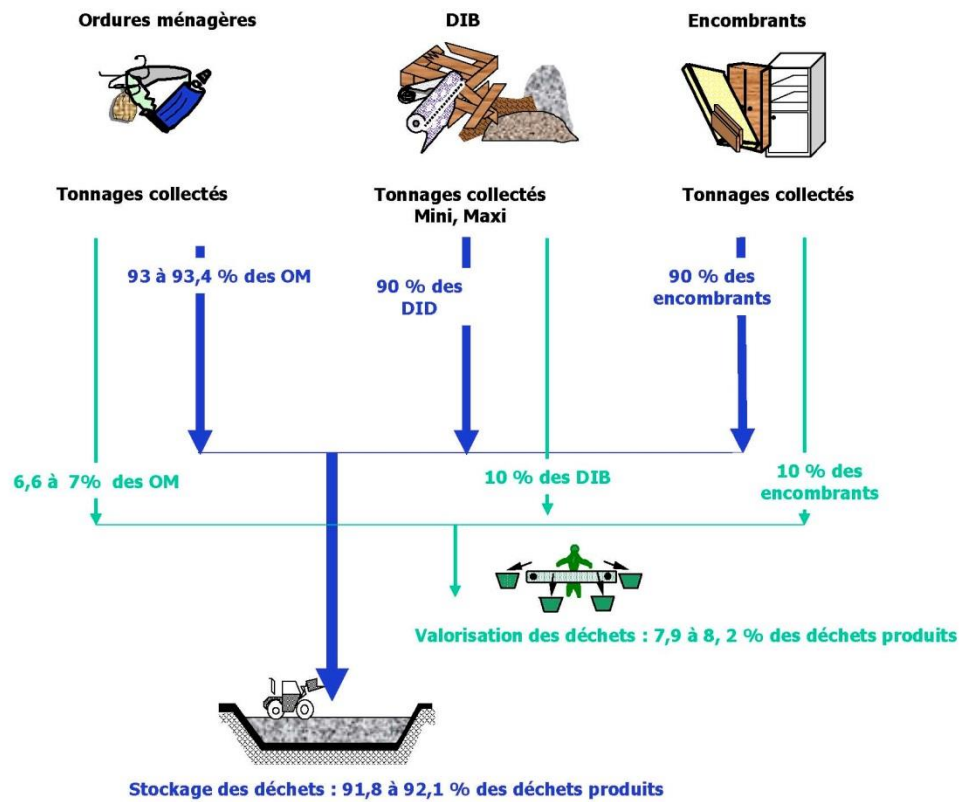 Ordures ménagères
DIB
Encombrants
Tonnages collectés
Tonnages collectés
Mini, Maxi
Tonnages collectés
93 à 93,4 % des OM
90 % des
DID
90 % des
encombrants
6,6 à 7% des OM
10 % des DIB
10 % des
encombrants
Valorisation des déchets : 7,9 à 8, 2 % des déchets produits
Stockage des déchets : 91,8 à 92,1 % des déchets produits